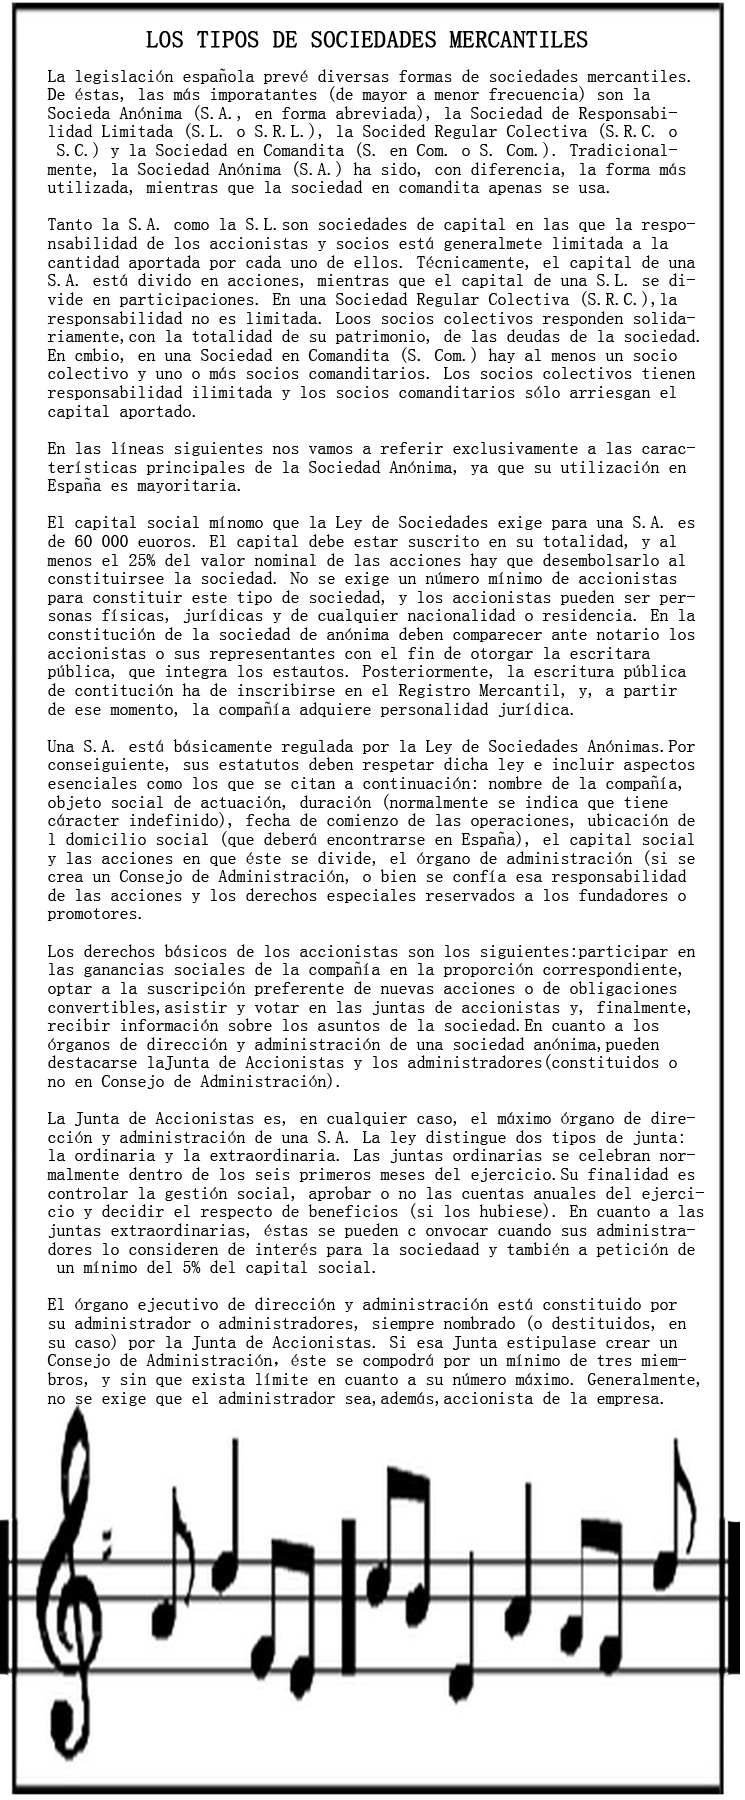 LOS TIPOS DE SOCIEDADES MERCANTILES
La legislación española prevé diversas formas de sociedades mercantiles.
De éstas, las más imporatantes (de mayor a menor frecuencia) son la
Socieda Anónima (S.A., en forma abreviada), la Sociedad de Responsabi-
lidad Limitada (S.L. o S.R.L.), la Socided Regular Colectiva (S.R.C. o
S.C.) y la Sociedad en Comandita (S. en Com. o S. Com.). Tradicional-
mente, la Sociedad Anónima (S.A.) ha sido, con diferencia, la forma más
utilizada, mientras que la sociedad en comandita apenas se usa.
Tanto la S.A. como la S.L.son sociedades de capital en las que la respo-
nsabilidad de los accionistas y socios está generalmete limitada a la
cantidad aportada por cada uno de ellos. Técnicamente, el capital de una
S.A. está divido en acciones, mientras que el capital de una S.L. se di-
vide en participaciones. En una Sociedad Regular Colectiva (S.R.C.),la
responsabilidad no es limitada. Loos socios colectivos responden solida-
riamente,con la totalidad de su patrimonio, de las deudas de la sociedad.
En cmbio, en una Sociedad en Comandita (S. Com.) hay al menos un socio
colectivo y uno o más socios comanditarios. Los socios colectivos tienen
responsabilidad ilimitada y los socios comanditarios sólo arriesgan el
capital aportado.
En las líneas siguientes nos vamos a referir exclusivamente a las carac-
terísticas principales de la Sociedad Anónima, ya que su utilización en
España es mayoritaria.
El capital social mínomo que la Ley de Sociedades exige para una S.A. es
de 60 000 euoros. El capital debe estar suscrito en su totalidad, y al
menos el 25% del valor nominal de las acciones hay que desembolsarlo al
constituirsee la sociedad. No se exige un número mínimo de accionistas
para constituir este tipo de sociedad, y los accionistas pueden ser per-
sonas físicas, jurídicas y de cualquier nacionalidad o residencia. En la
constitución de la sociedad de anónima deben comparecer ante notario los
accionistas o sus representantes con el fin de otorgar la escritara
pública, que integra los estautos. Posteriormente, la escritura pública
de contitución ha de inscribirse en el Registro Mercantil, y, a partir
de ese momento, la compañía adquiere personalidad jurídica.
Una S.A. está básicamente regulada por la Ley de Sociedades Anónimas.Por
conseiguiente, sus estatutos deben respetar dicha ley e incluir aspectos
esenciales como los que se citan a continuación: nombre de la compañía,
objeto social de actuación, duración (normalmente se indica que tiene
cáracter indefinido), fecha de comienzo de las operaciones, ubicación de
l domicilio social (que deberá encontrarse en España), el capital social
y las acciones en que éste se divide, el órgano de administración (si se
crea un Consejo de Administración, o bien se confía esa responsabilidad
de las acciones y los derechos especiales reservados a los fundadores o
promotores.
Los derechos básicos de los accionistas son los siguientes:participar en
las ganancias sociales de la compañía en la proporción correspondiente,
optar a la suscripción preferente de nuevas acciones o de obligaciones
convertibles,asistir y votar en las juntas de accionistas y, finalmente,
recibir información sobre los asuntos de la sociedad.En cuanto a los
órganos de dirección y administración de una sociedad anónima,pueden
destacarse laJunta de Accionistas y los administradores(constituidos o
no en Consejo de Administración).
La Junta de Accionistas es, en cualquier caso, el máximo órgano de dire-
cción y administración de una S.A. La ley distingue dos tipos de junta:
la ordinaria y la extraordinaria. Las juntas ordinarias se celebran nor-
malmente dentro de los seis primeros meses del ejercicio.Su finalidad es
controlar la gestión social, aprobar o no las cuentas anuales del ejerci-
cio y decidir el respecto de beneficios (si los hubiese). En cuanto a las
juntas extraordinarias, éstas se pueden c onvocar cuando sus administra-
dores lo consideren de interés para la sociedaad y también a petición de
un mínimo del 5% del capital social.
El órgano ejecutivo de dirección y administración está constituido por
su administrador o administradores, siempre nombrado (o destituidos, en
su caso) por la Junta de Accionistas. Si esa Junta estipulase crear un
Consejo de Administración, éste se compodrá por un mínimo de tres miem-
bros, y sin que exista límite en cuanto a su número máximo. Generalmente,
no se exige que el administrador sea,además,accionista de la empresa.